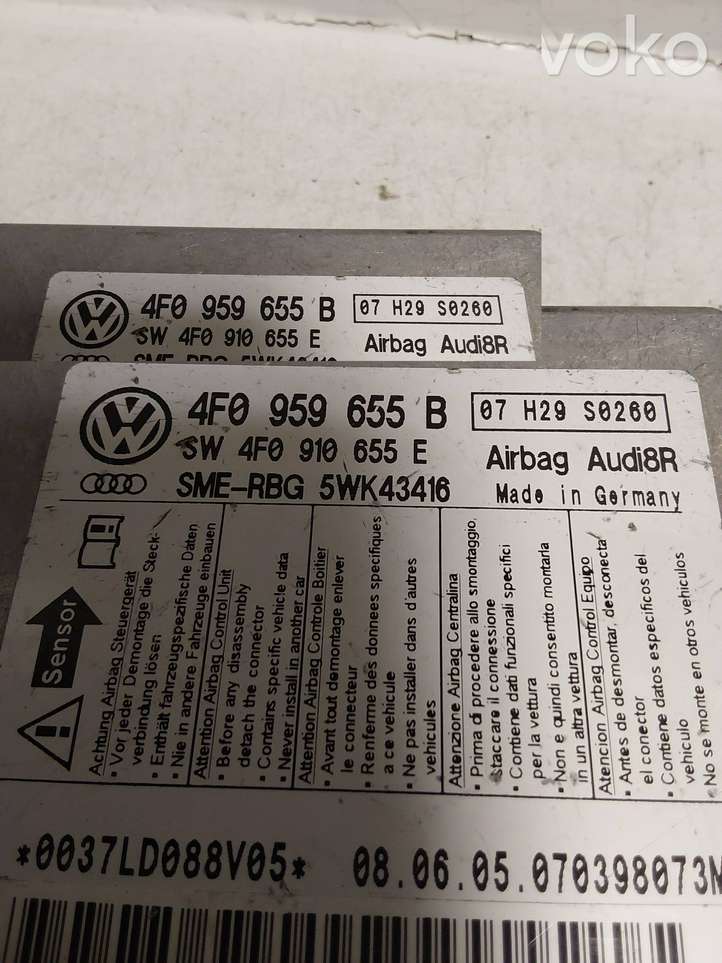 voko
4F0 959 655 B
07 H29 S0260
SW 4F0 910 655 E
Airbag Audi8R
SME-RBG
4F0 959 655 B
07 H29 S0260
SW 4F0 910 655 E
Airbag Audi8R
SME-RBG 5WK43416
Made in Germany
Sensor
Achtung Airbag Steuergerät
• Vor jeder Demontage die Steck-
verbindung lösen
• Enthält fahrzeugspezifische Daten
• Nie in andere Fahrzeuge einbauen
Attention Airbag Control Unit
• Before any disassembly
detach the connector
• Contains specific vehicle data
• Never install in another car
Attention Airbag Controle Boitier
• Avant tout demontage enlever
le connecteur
• Renferme des donnees specifiques
a ce vehicule
• Ne pas installer dans d'autres
vehicules
Attenzione Airbag Centralina
• Prima di procedere allo smontaggio,
staccare il connessione
• Contiene dati funzionali specifici
per la vettura
• Non e quindi consentito montarla
in un altra vettura
Atencion Airbag Control Equipo
• Antes de desmontar, desconecta
el conector
• Contiene datos especificos del
vehiculo
• No se monte en otros vehiculos
*0037LD088V05*
08.06.05.070398073M